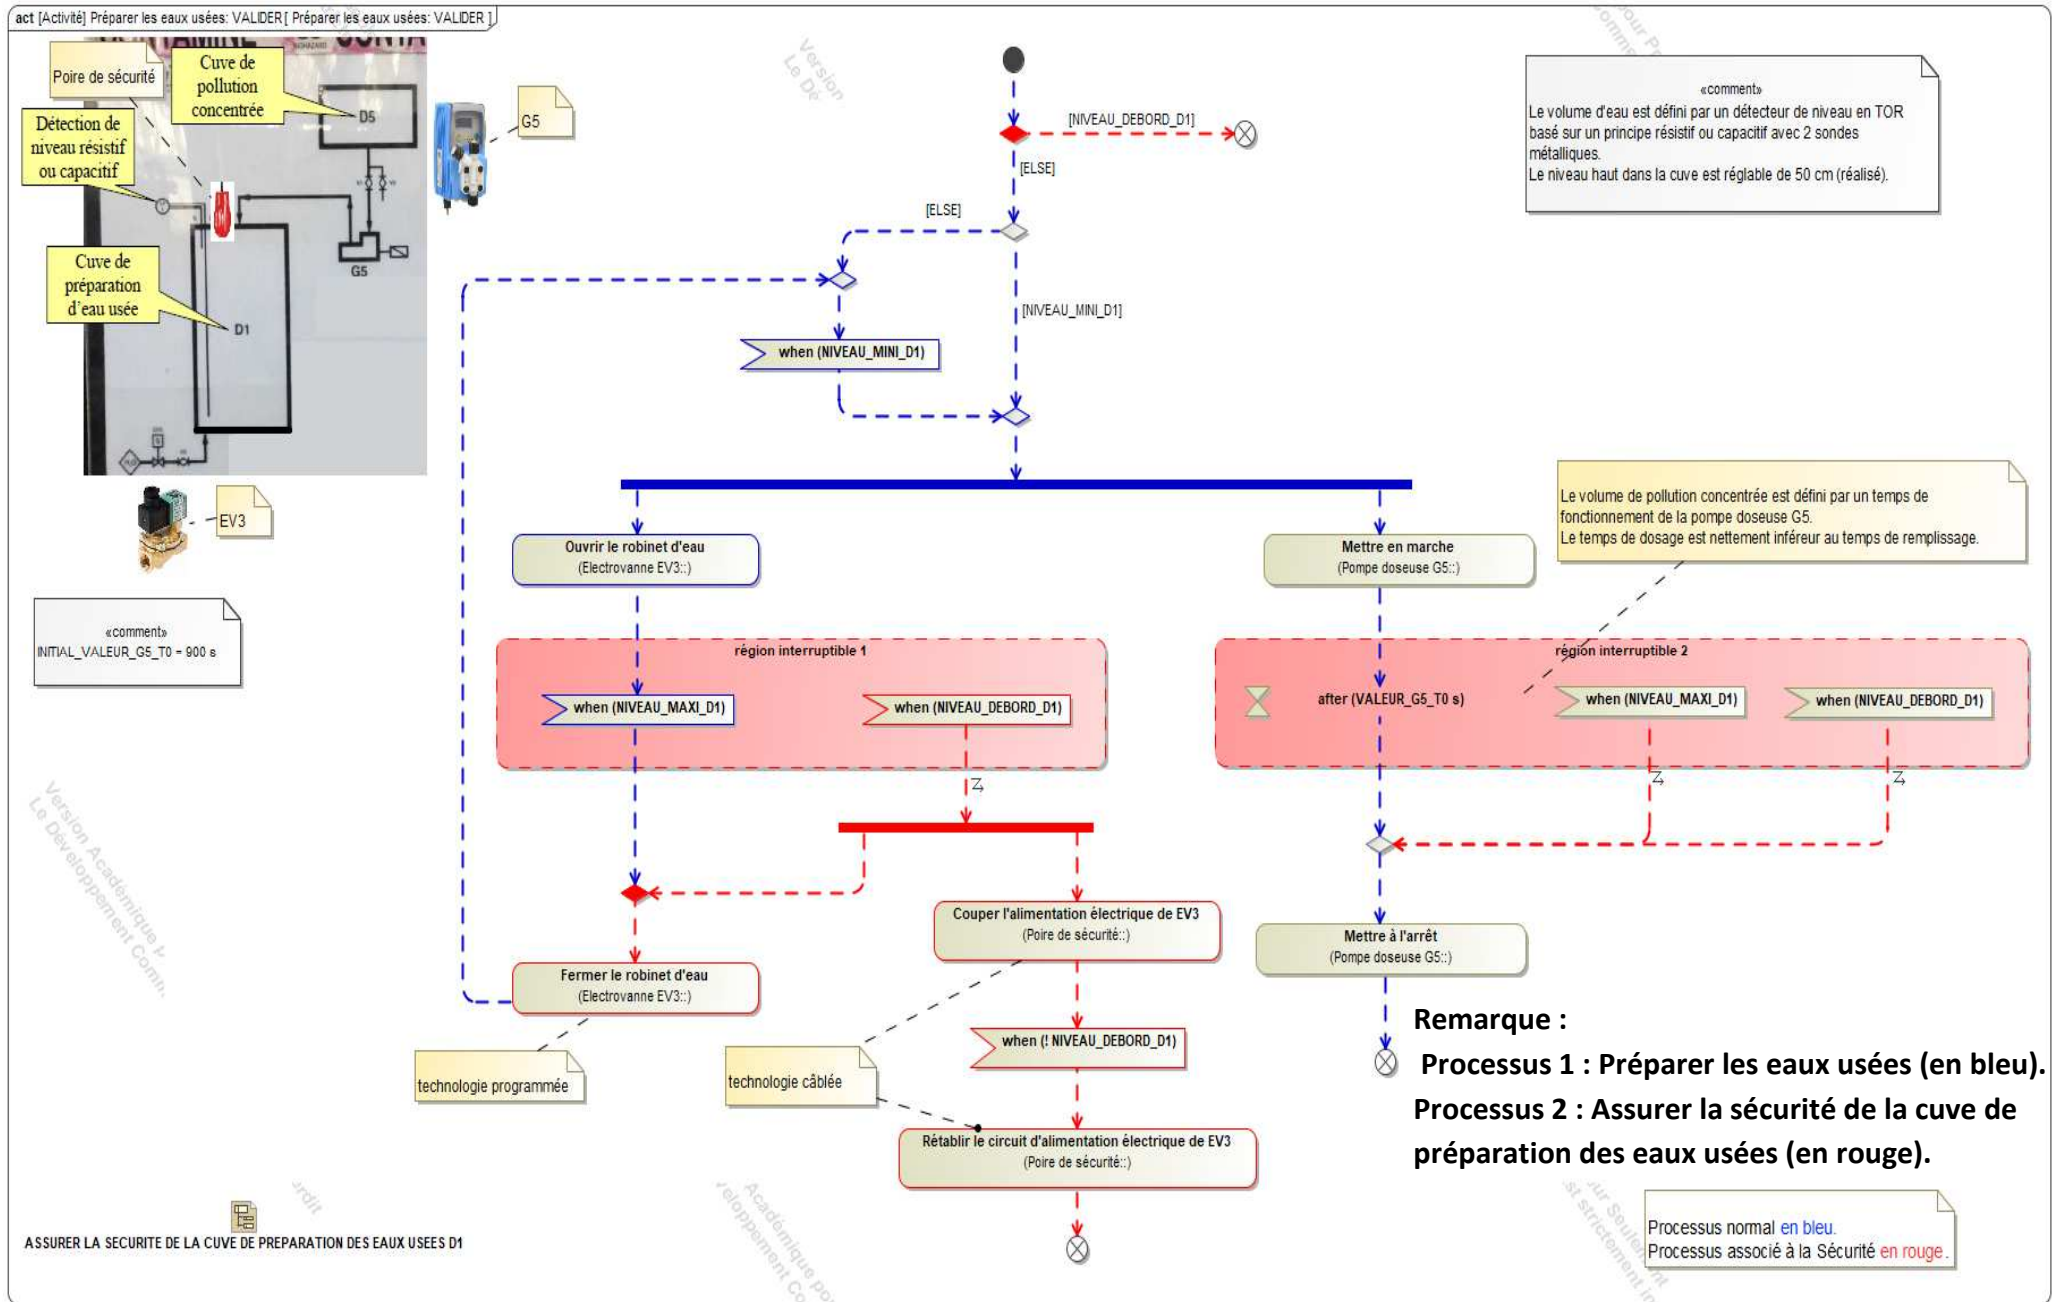 act [Activité] Préparer les eaux usées: VALIDER [ Préparer les eaux usées: VALIDER ]
Poire de sécurité
Cuve de
pollution
concentrée
Détection de
niveau résistif
ou capacitif
Cuve de
préparation
d'eau usée
D5
G5
D1
G5
EV3
«comment»
INITIAL_VALEUR_G5_T0 = 900 s
[NIVEAU_DEBORD_D1]
[ELSE]
[ELSE]
[NIVEAU_MINI_D1]
when (NIVEAU_MINI_D1)
«comment»
Le volume d'eau est défini par un détecteur de niveau en TOR
basé sur un principe résistif ou capacitif avec 2 sondes
métalliques.
Le niveau haut dans la cuve est réglable de 50 cm (réalisé).
Le volume de pollution concentrée est défini par un temps de
fonctionnement de la pompe doseuse G5.
Le temps de dosage est nettement inféreur au temps de remplissage.
Ouvrir le robinet d'eau
(Electrovanne EV3::)
Mettre en marche
(Pompe doseuse G5::)
région interruptible 1
when (NIVEAU_MAXI_D1)
when (NIVEAU_DEBORD_D1)
région interruptible 2
after (VALEUR_G5_T0 s)
when (NIVEAU_MAXI_D1)
when (NIVEAU_DEBORD_D1)
Couper l'alimentation électrique de EV3
(Poire de sécurité::)
Mettre à l'arrêt
(Pompe doseuse G5::)
Fermer le robinet d'eau
(Electrovanne EV3::)
when (! NIVEAU_DEBORD_D1)
technologie programmée
technologie câblée
Rétablir le circuit d'alimentation électrique de EV3
(Poire de sécurité::)
Remarque :
Processus 1 : Préparer les eaux usées (en bleu).
Processus 2 : Assurer la sécurité de la cuve de
préparation des eaux usées (en rouge).
Processus normal en bleu.
Processus associé à la Sécurité en rouge.
ASSURER LA SECURITE DE LA CUVE DE PREPARATION DES EAUX USEES D1
Version Académique
Le Développement Comm